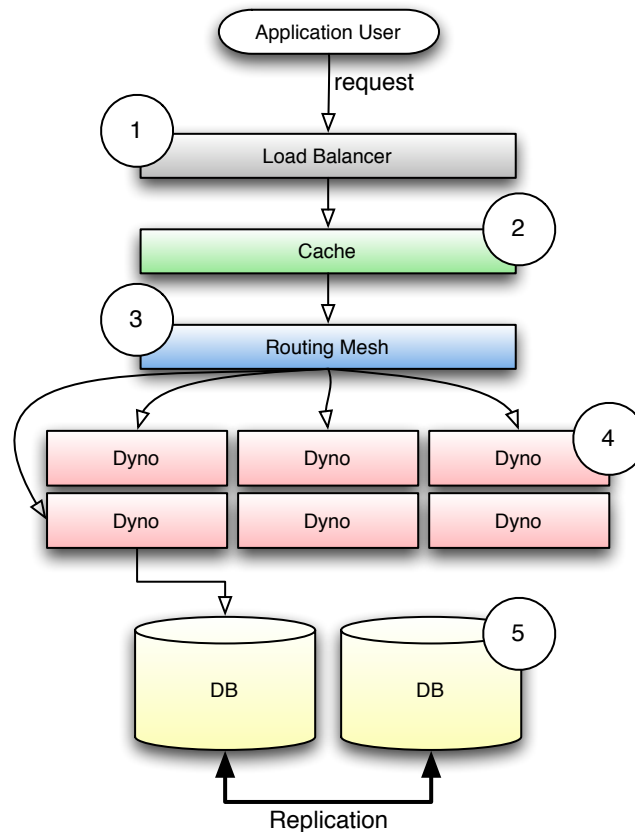 Application User
request
1
Load Balancer
2
Cache
3
Routing Mesh
4
Dyno
Dyno
Dyno
Dyno
Dyno
Dyno
5
DB
DB
Replication